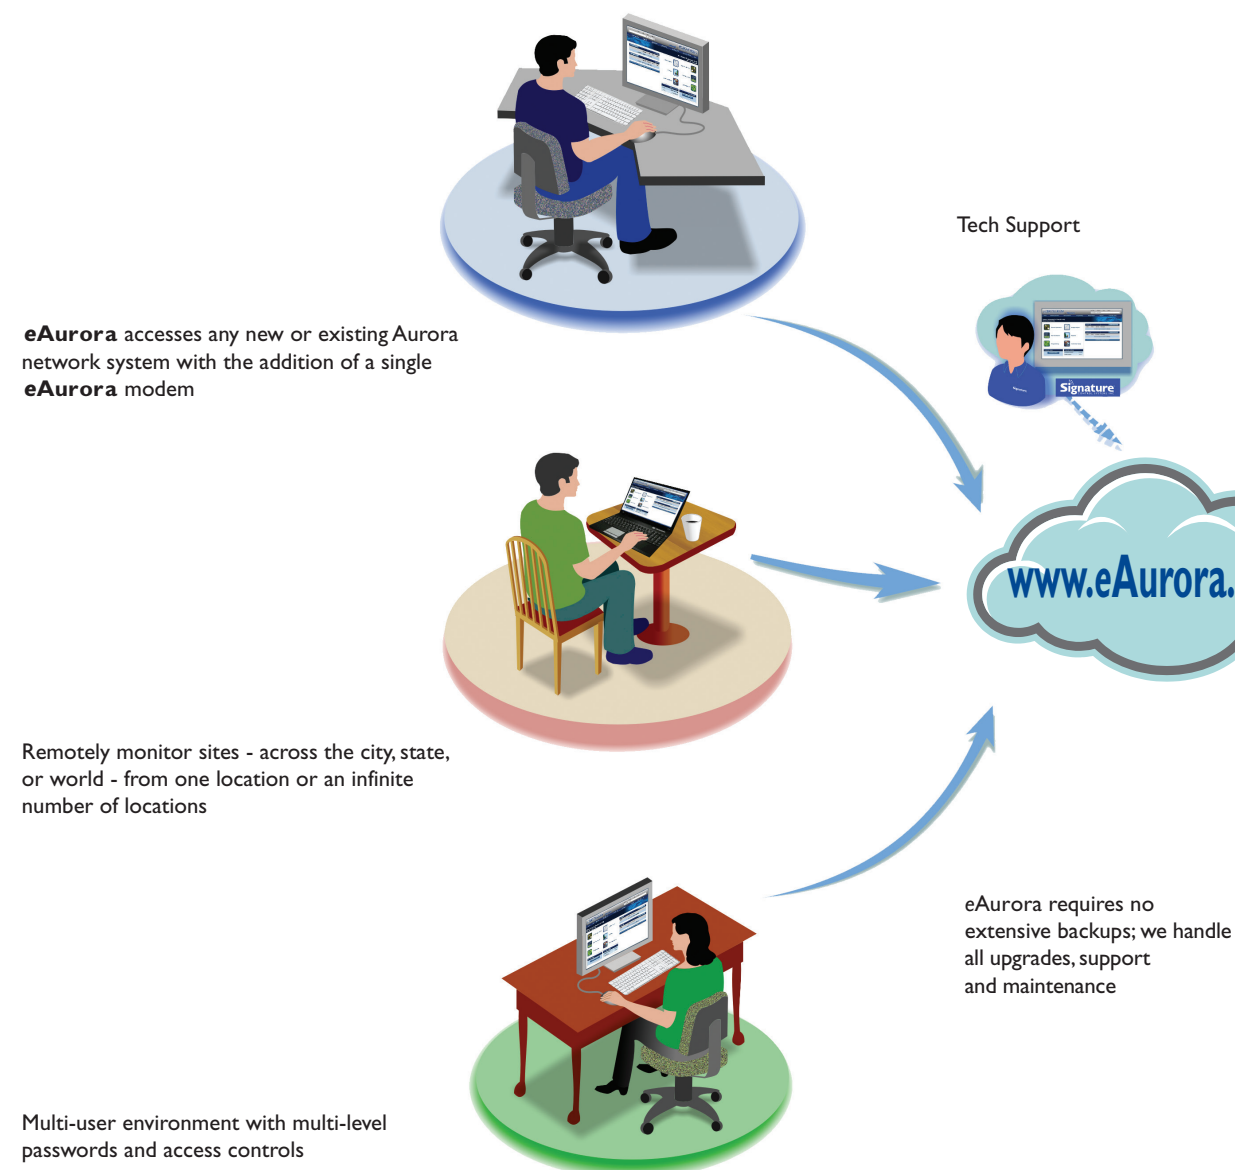 Tech Support
Signature
eAurora accesses any new or existing Aurora
network system with the addition of a single
eAurora modem
www.eAurora.
Remotely monitor sites - across the city, state,
or world - from one location or an infinite
number of locations
eAurora requires no
extensive backups; we handle
all upgrades, support
and maintenance
Multi-user environment with multi-level
passwords and access controls